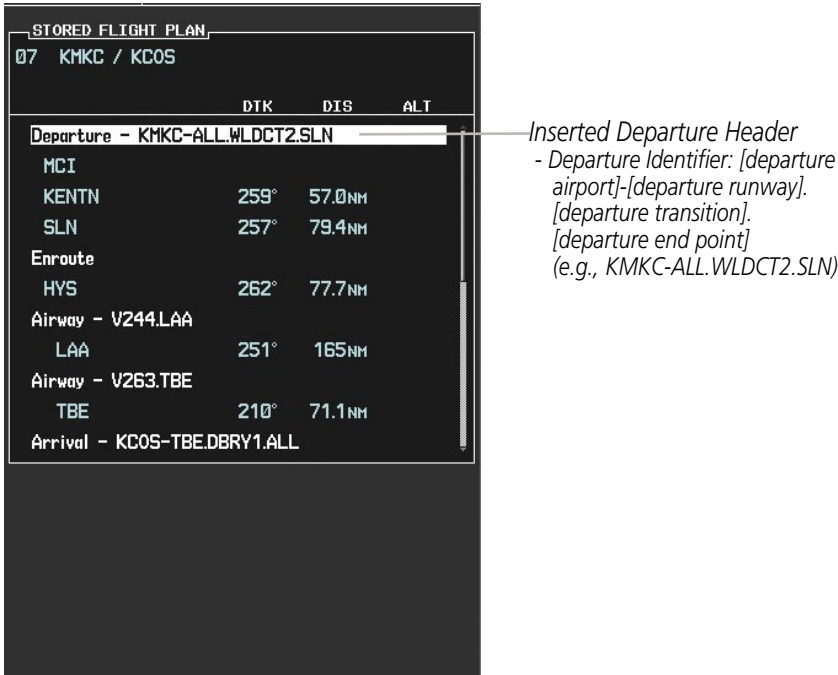 STORED FLIGHT PLAN
07 KMKC / KCOS
DTK DIS ALT
Departure - KMKC-ALL.WLDCT2.SLN
MCI
KENTN 259° 57.0NM
SLN 257° 79.4NM
Enroute
HYS 262° 77.7NM
Airway - V244.LAA
LAA 251° 165NM
Airway - V263.TBE
TBE 210° 71.1NM
Arrival - KCOS-TBE.DBRY1.ALL
Inserted Departure Header
- Departure Identifier: [departure
airport]-[departure runway].
[departure transition].
[departure end point]
(e.g., KMKC-ALL.WLDCT2.SLN)